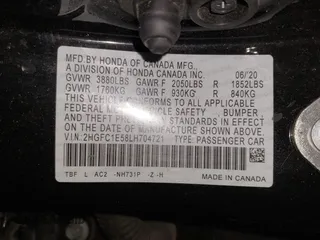 MFD.BY HONDA OF CANADA MFG.
A DIVISION OF HONDA CANADA INC. 06/20
GVWR 3880LBS GAWR F 2050LBS R 1852LBS
GVWR 1760KG GAWR F 930KG R 840KG
THIS VEHICLE CONFORMS TO ALL APPLICABLE
FEDERAL MOTOR VEHICLE SAFETY, BUMPER,
AND THEFT PREVENTION STANDARDS IN EFFECT ON THE
DATE OF MANUFACTURE SHOWN ABOVE.
V.I.N:2HGFC1E56LH704721 TYPE: PASSENGER CAR
TBF L AC2 -NH731P -Z -H MADE IN CANADA